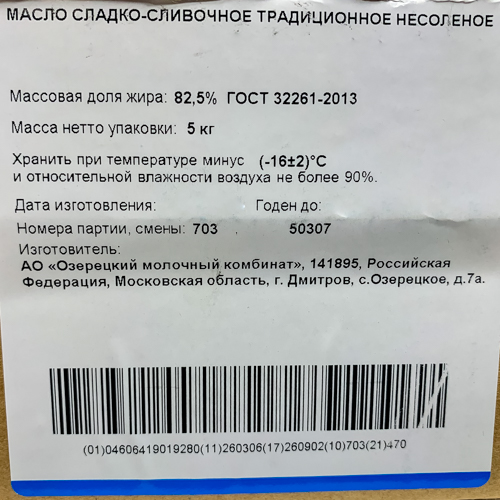 МАСЛО СЛАДКО-СЛИВОЧНОЕ ТРАДИЦИОННОЕ НЕСОЛЕНОЕ
Массовая доля жира: 82,5% ГОСТ 32261-2013
Масса нетто упаковки: 5 кг
Хранить при температуре минус (-16±2)°С
и относительной влажности воздуха не более 90%.
Дата изготовления: Годен до:
Номера партии, смены: 703 50307
Изготовитель:
АО «Озерецкий молочный комбинат», 141895, Российская
Федерация, Московская область, г. Дмитров, с.Озерецкое, д.7а.
(01)04606419019280(11)260306(17)260902(10)703(21)470